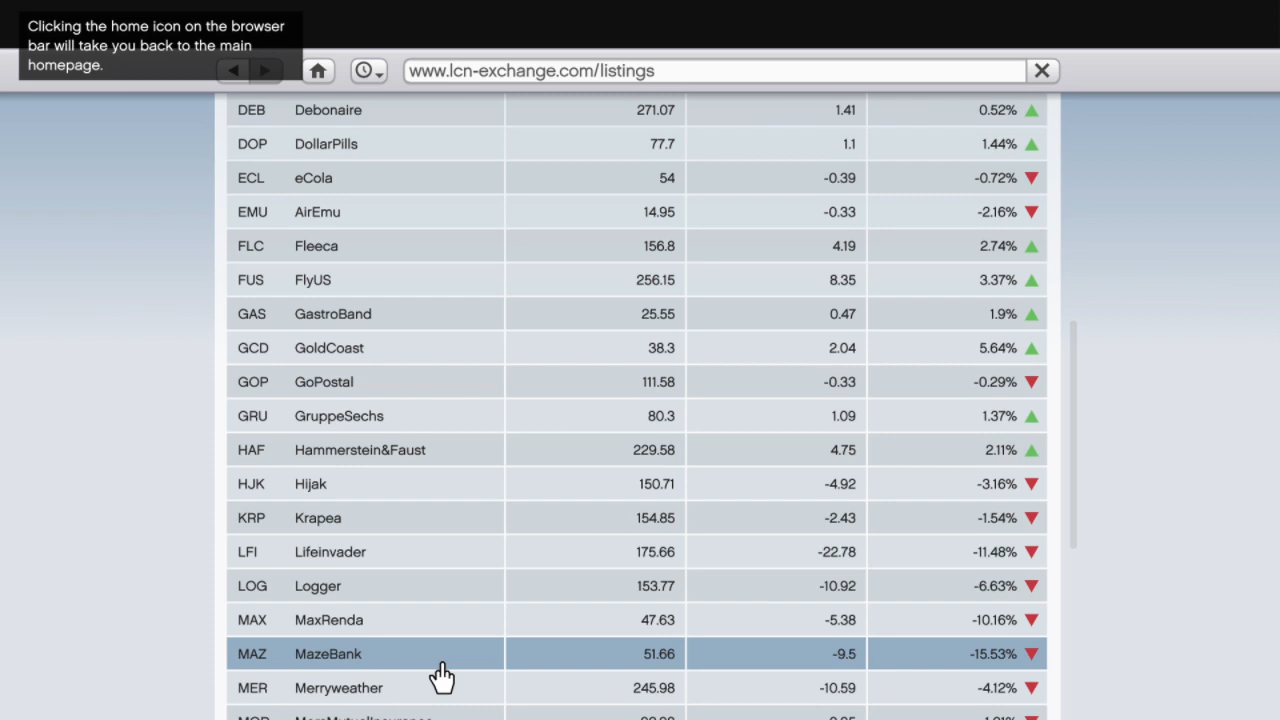 Clicking the home icon on the browser
bar will take you back to the main
homepage.
www.lcn-exchange.com/listings
DEB Debonaire 271.07 1.41 0.52%
DOP DollarPills 77.7 1.1 1.44%
ECL eCola 54 -0.39 -0.72%
EMU AirEmu 14.95 -0.33 -2.16%
FLC Fleeca 156.8 4.19 2.74%
FUS FlyUS 256.15 8.35 3.37%
GAS GastroBand 25.55 0.47 1.9%
GCD GoldCoast 38.3 2.04 5.64%
GOP GoPostal 111.58 -0.33 -0.29%
GRU GruppeSechs 80.3 1.09 1.37%
HAF Hammerstein&Faust 229.58 4.75 2.11%
HJK Hijak 150.71 -4.92 -3.16%
KRP Krapea 154.85 -2.43 -1.54%
LFI Lifeinvader 175.66 -22.78 -11.48%
LOG Logger 153.77 -10.92 -6.63%
MAX MaxRenda 47.63 -5.38 -10.16%
MAZ MazeBank 51.66 -9.5 -15.53%
MER Merryweather 245.98 -10.59 -4.12%